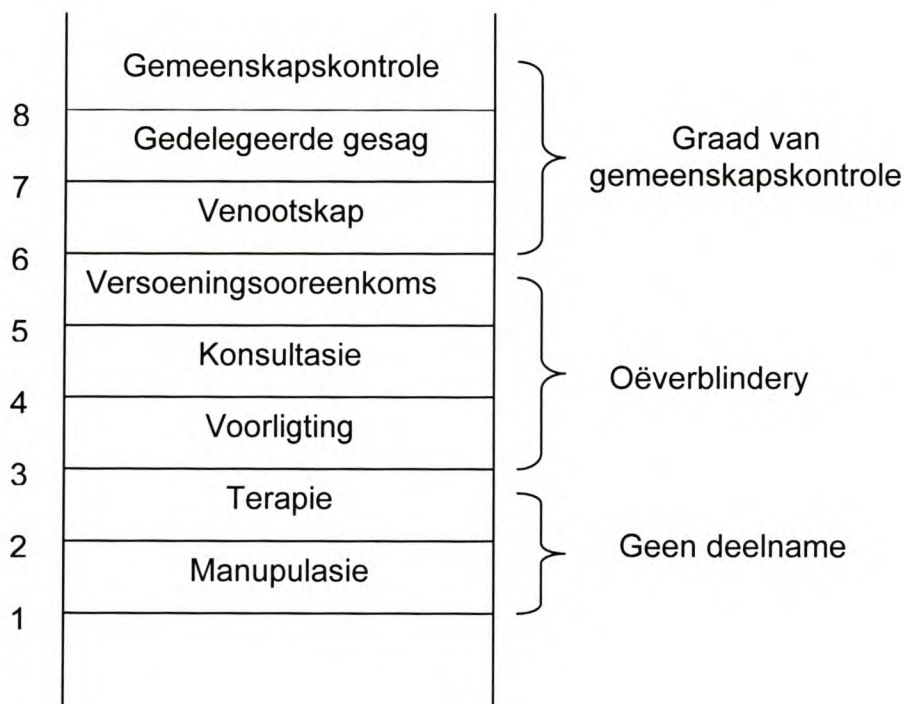 Gemeenskapskontrole
8
Gedelegeerde gesag
7
Venootskap
6
Graad van
gemeenskapskontrole
Versoeningsooreenkoms
5
Konsultasie
4
Voorligting
3
Oëverblindery
Terapie
2
Manupulasie
1
Geen deelname